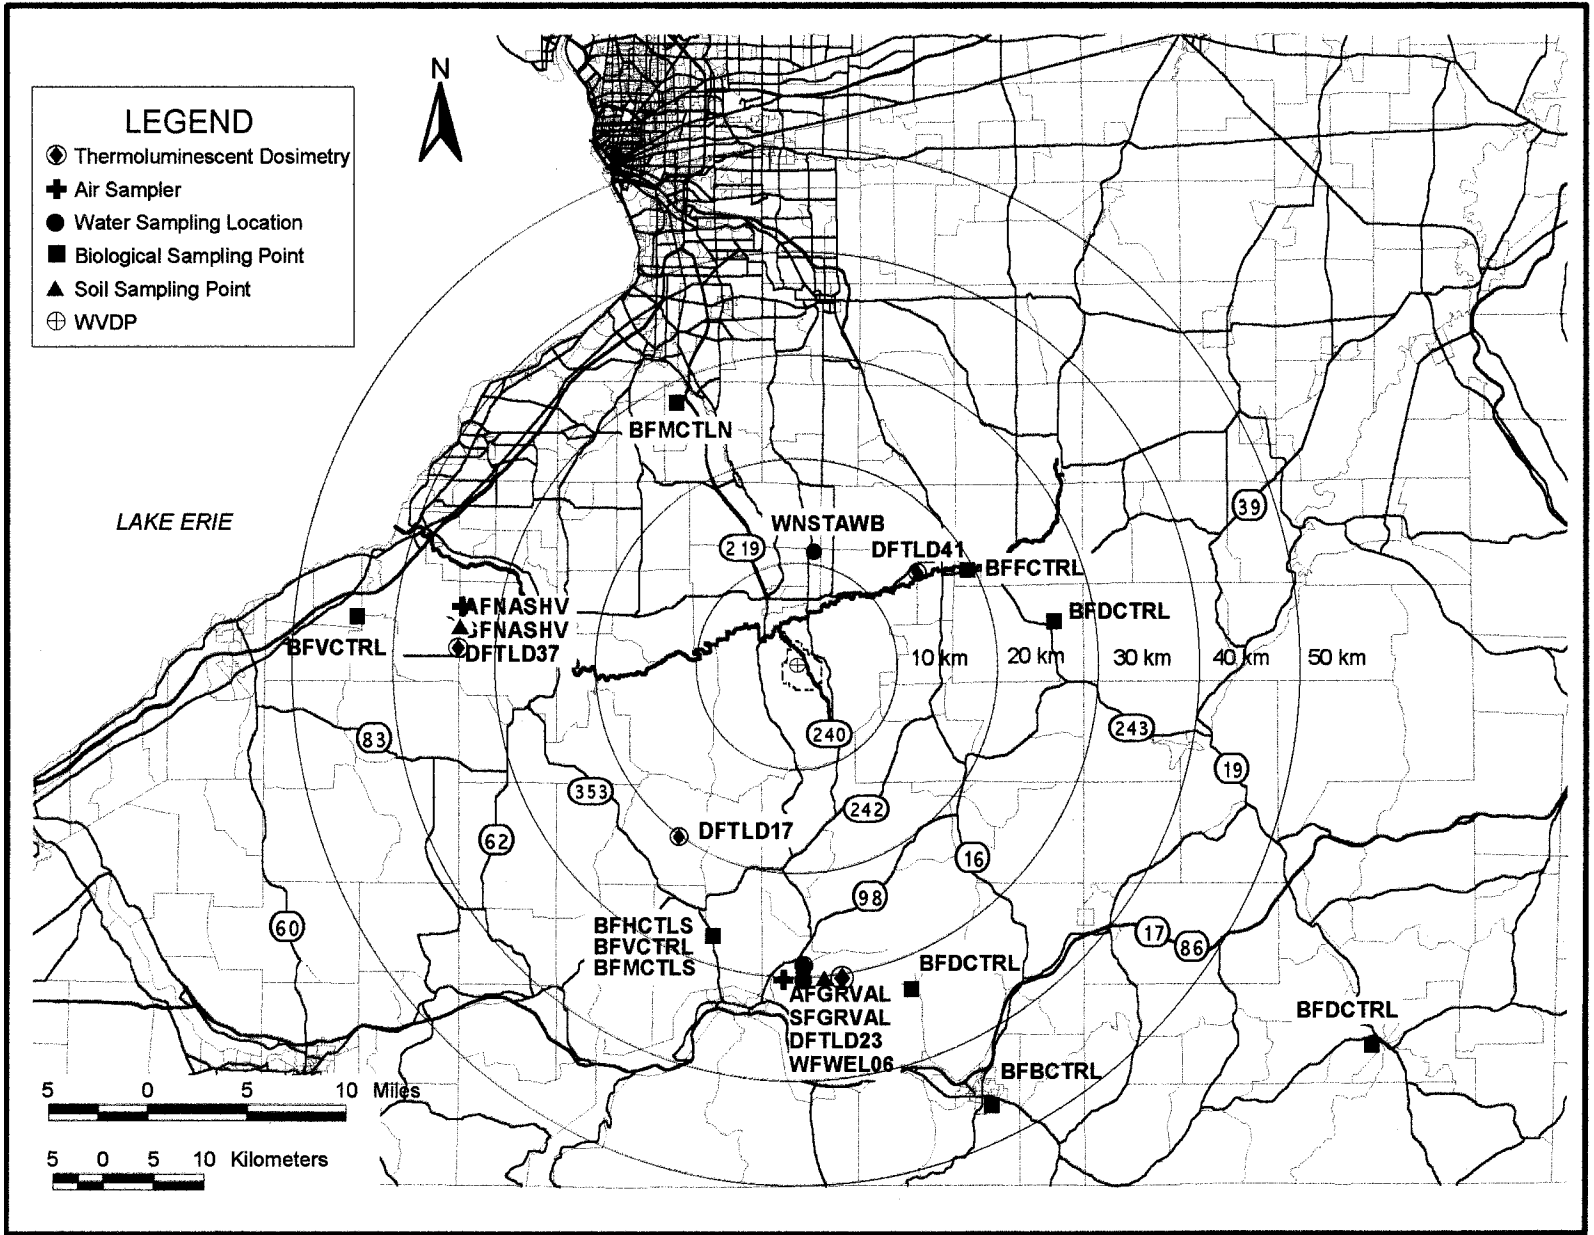 N
LEGEND
Thermoluminescent Dosimetry
Air Sampler
Water Sampling Location
Biological Sampling Point
Soil Sampling Point
WVDP
BFMCTLN
LAKE ERIE
39
WNSTAWB
219
DFTLD41
BFFCTRL
AFNASHV
BFDCTRL
SFNASHV
BFVCTRL
DFTLD37
10 km
20 km
30 km
40 km
50 km
83
240
243
19
353
242
DFTLD17
62
16
98
60
BFHCTLS
BFVCTRL
BFMCTLS
17
86
BFDCTRL
AFGRVAL
SFGRVAL
DFTLD23
WFWEL06
BFDCTRL
BFBCTRL
5 0 5 10 Miles
5 0 5 10 Kilometers